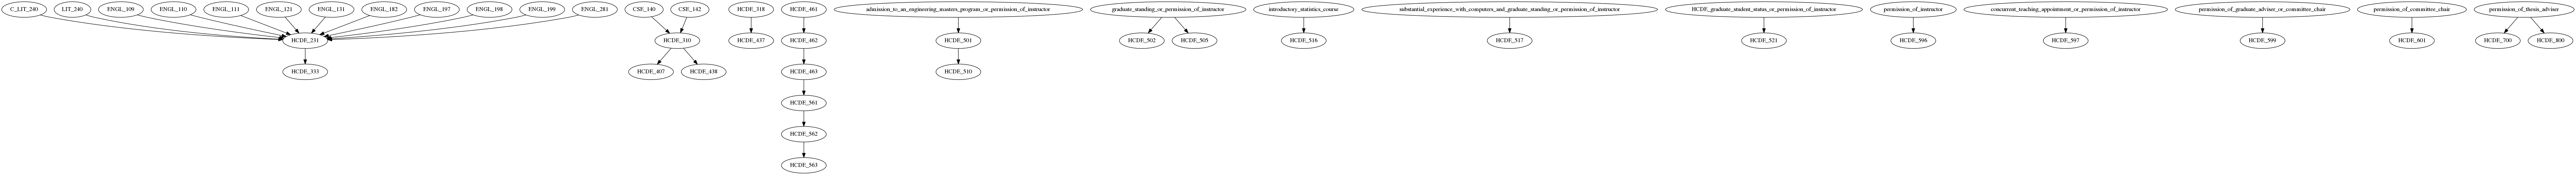 C_LIT_240
LIT_240
ENGL_109
ENGL_110
ENGL_111
ENGL_121
ENGL_131
ENGL_182
ENGL_197
ENGL_198
ENGL_199
ENGL_281
CSE_140
CSE_142
HCDE_318
HCDE_461
admission_to_an_engineering_masters_program_or_permission_of_instructor
graduate_standing_or_permission_of_instructor
introductory_statistics_course
substantial_experience_with_computers_and_graduate_standing_or_permission_of_instructor
HCDE_graduate_student_status_or_permission_of_instructor
permission_of_instructor
concurrent_teaching_appointment_or_permission_of_instructor
permission_of_graduate_adviser_or_committee_chair
permission_of_committee_chair
permission_of_thesis_adviser
HCDE_231
HCDE_310
HCDE_437
HCDE_462
HCDE_501
HCDE_502
HCDE_505
HCDE_516
HCDE_517
HCDE_521
HCDE_596
HCDE_597
HCDE_599
HCDE_601
HCDE_700
HCDE_800
HCDE_333
HCDE_407
HCDE_438
HCDE_463
HCDE_510
HCDE_561
HCDE_562
HCDE_563